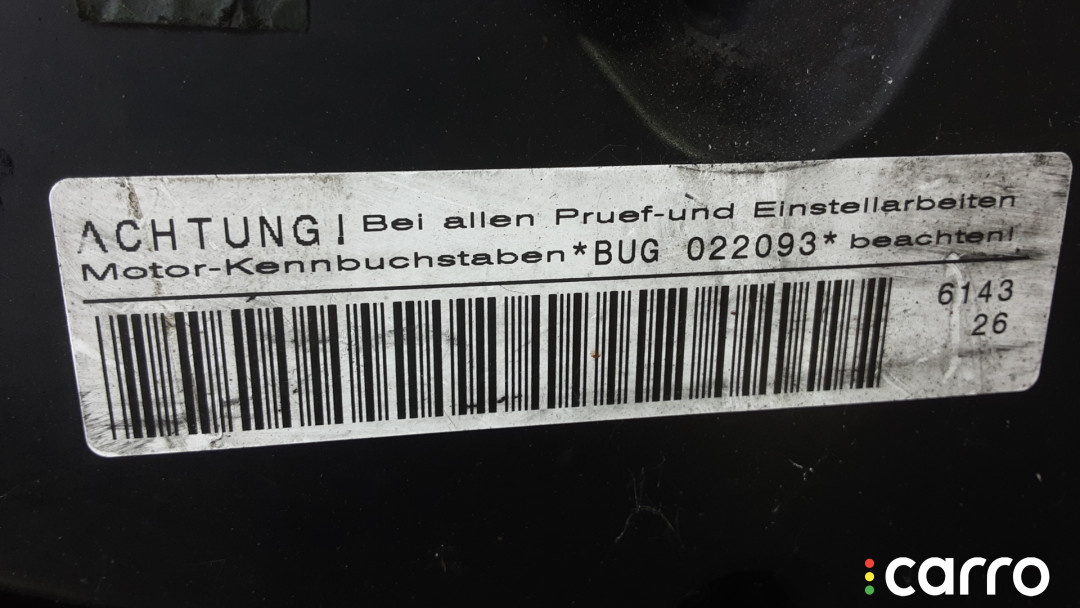 ACHTUNG! Bei allen Pruef-und Einstellarbeiten
Motor-Kennbuchstaben *BUG 022093* beachten!
6143
26
carro